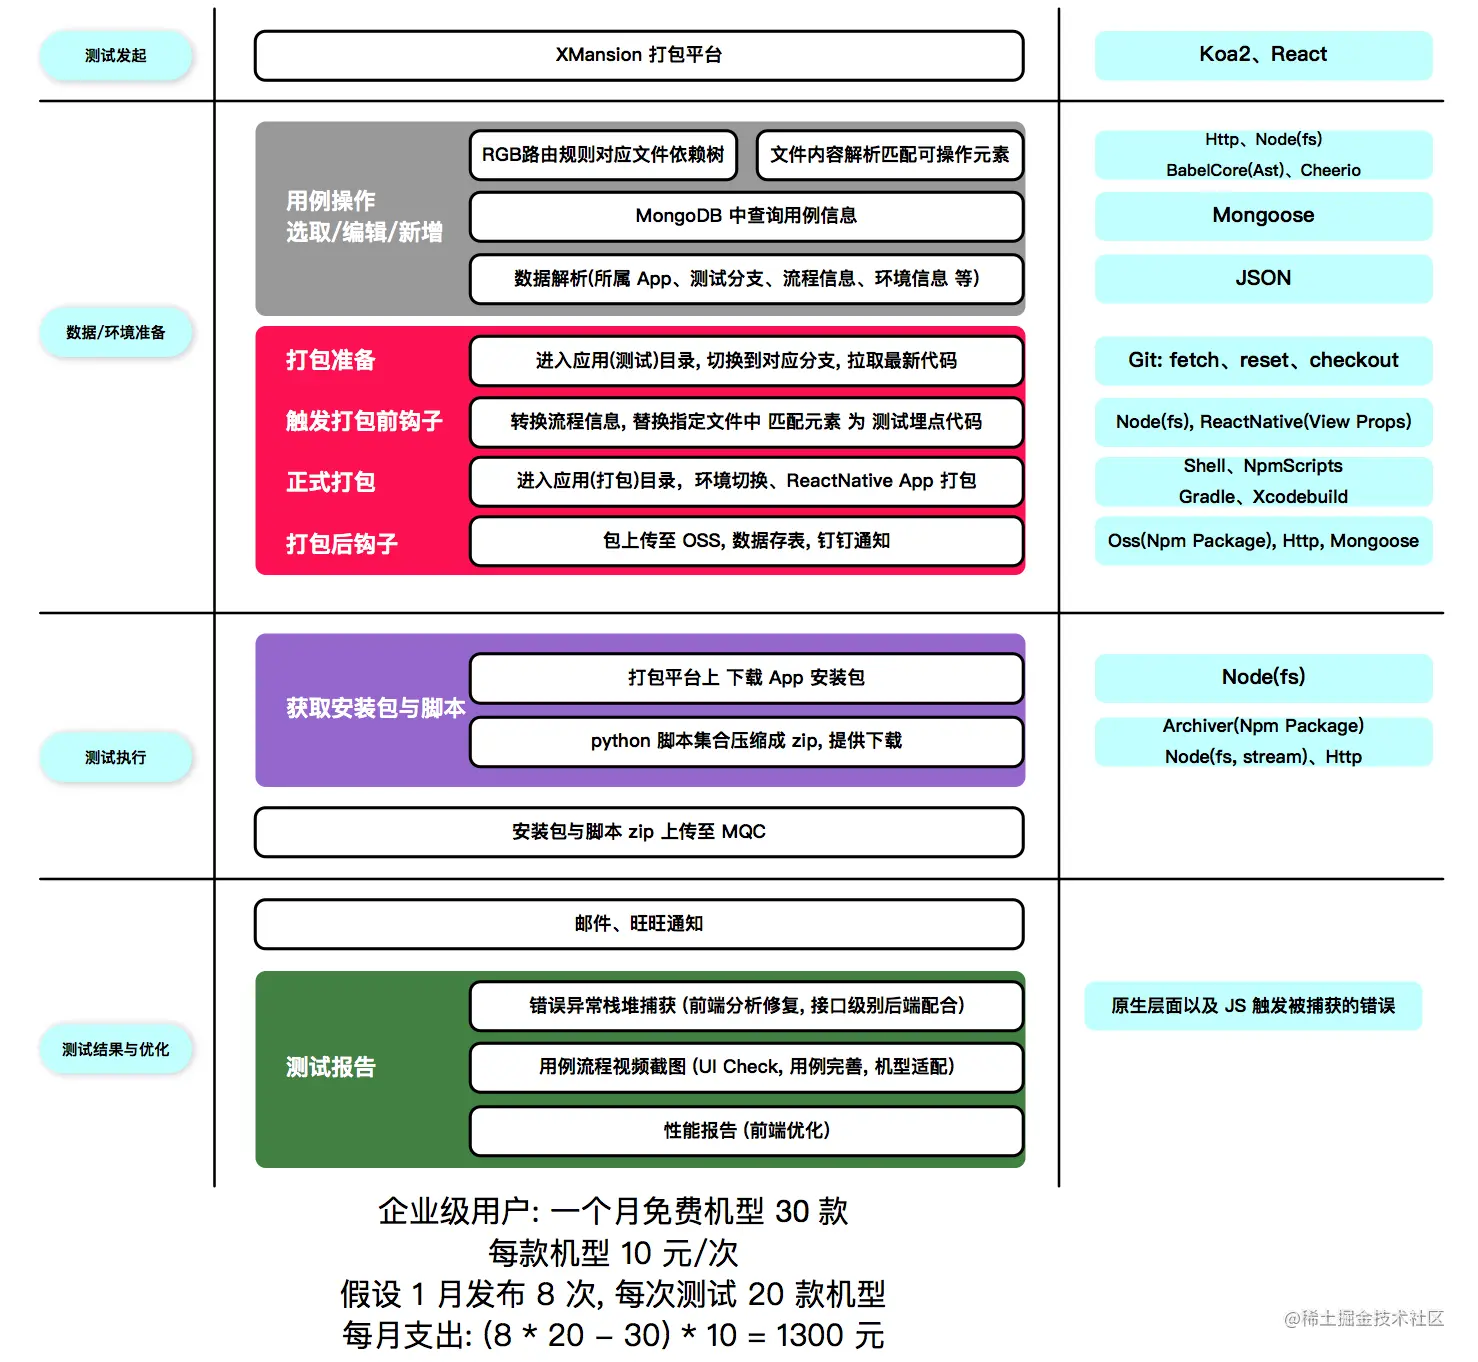 测试发起
XMansion 打包平台
Koa2、React
数据/环境准备
用例操作
选取/编辑/新增
RGB路由规则对应文件依赖树
文件内容解析匹配可操作元素
Http、Node(fs)
BabelCore(Ast)、Cheerio
MongoDB 中查询用例信息
Mongoose
数据解析(所属 App、测试分支、流程信息、环境信息 等)
JSON
打包准备
进入应用(测试)目录, 切换到对应分支, 拉取最新代码
Git: fetch、reset、checkout
触发打包前钩子
转换流程信息, 替换指定文件中 匹配元素 为 测试埋点代码
Node(fs), ReactNative(View Props)
正式打包
进入应用(打包)目录，环境切换、ReactNative App 打包
Shell、NpmScripts
Gradle、Xcodebuild
打包后钩子
包上传至 OSS, 数据存表, 钉钉通知
Oss(Npm Package), Http, Mongoose
测试执行
获取安装包与脚本
打包平台上 下载 App 安装包
Node(fs)
python 脚本集合压缩成 zip, 提供下载
Archiver(Npm Package)
Node(fs, stream)、Http
安装包与脚本 zip 上传至 MQC
测试结果与优化
邮件、旺旺通知
测试报告
错误异常栈堆捕获 (前端分析修复, 接口级别后端配合)
原生层面以及 JS 触发被捕获的错误
用例流程视频截图 (UI Check, 用例完善, 机型适配)
性能报告 (前端优化)
企业级用户: 一个月免费机型 30 款
每款机型 10 元/次
假设 1 月发布 8 次, 每次测试 20 款机型
每月支出: (8 * 20 - 30) * 10 = 1300 元
@稀土掘金技术社区